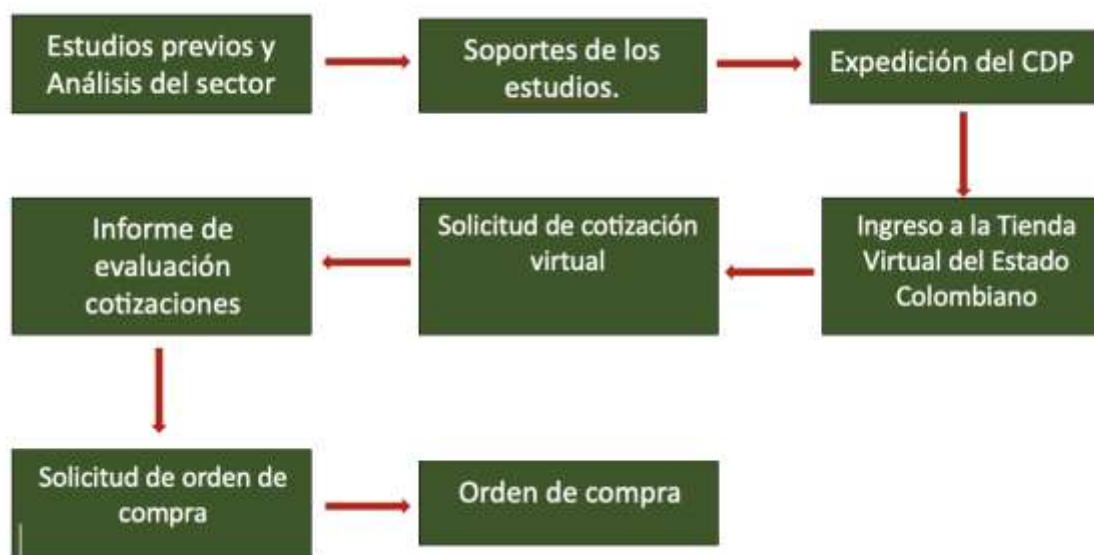 Estudios previos y
Análisis del sector
Soportes de los
estudios.
Expedición del CDP
Ingreso a la Tienda
Virtual del Estado
Colombiano
Solicitud de cotización
virtual
Informe de
evaluación
cotizaciones
Solicitud de orden de
compra
Orden de compra